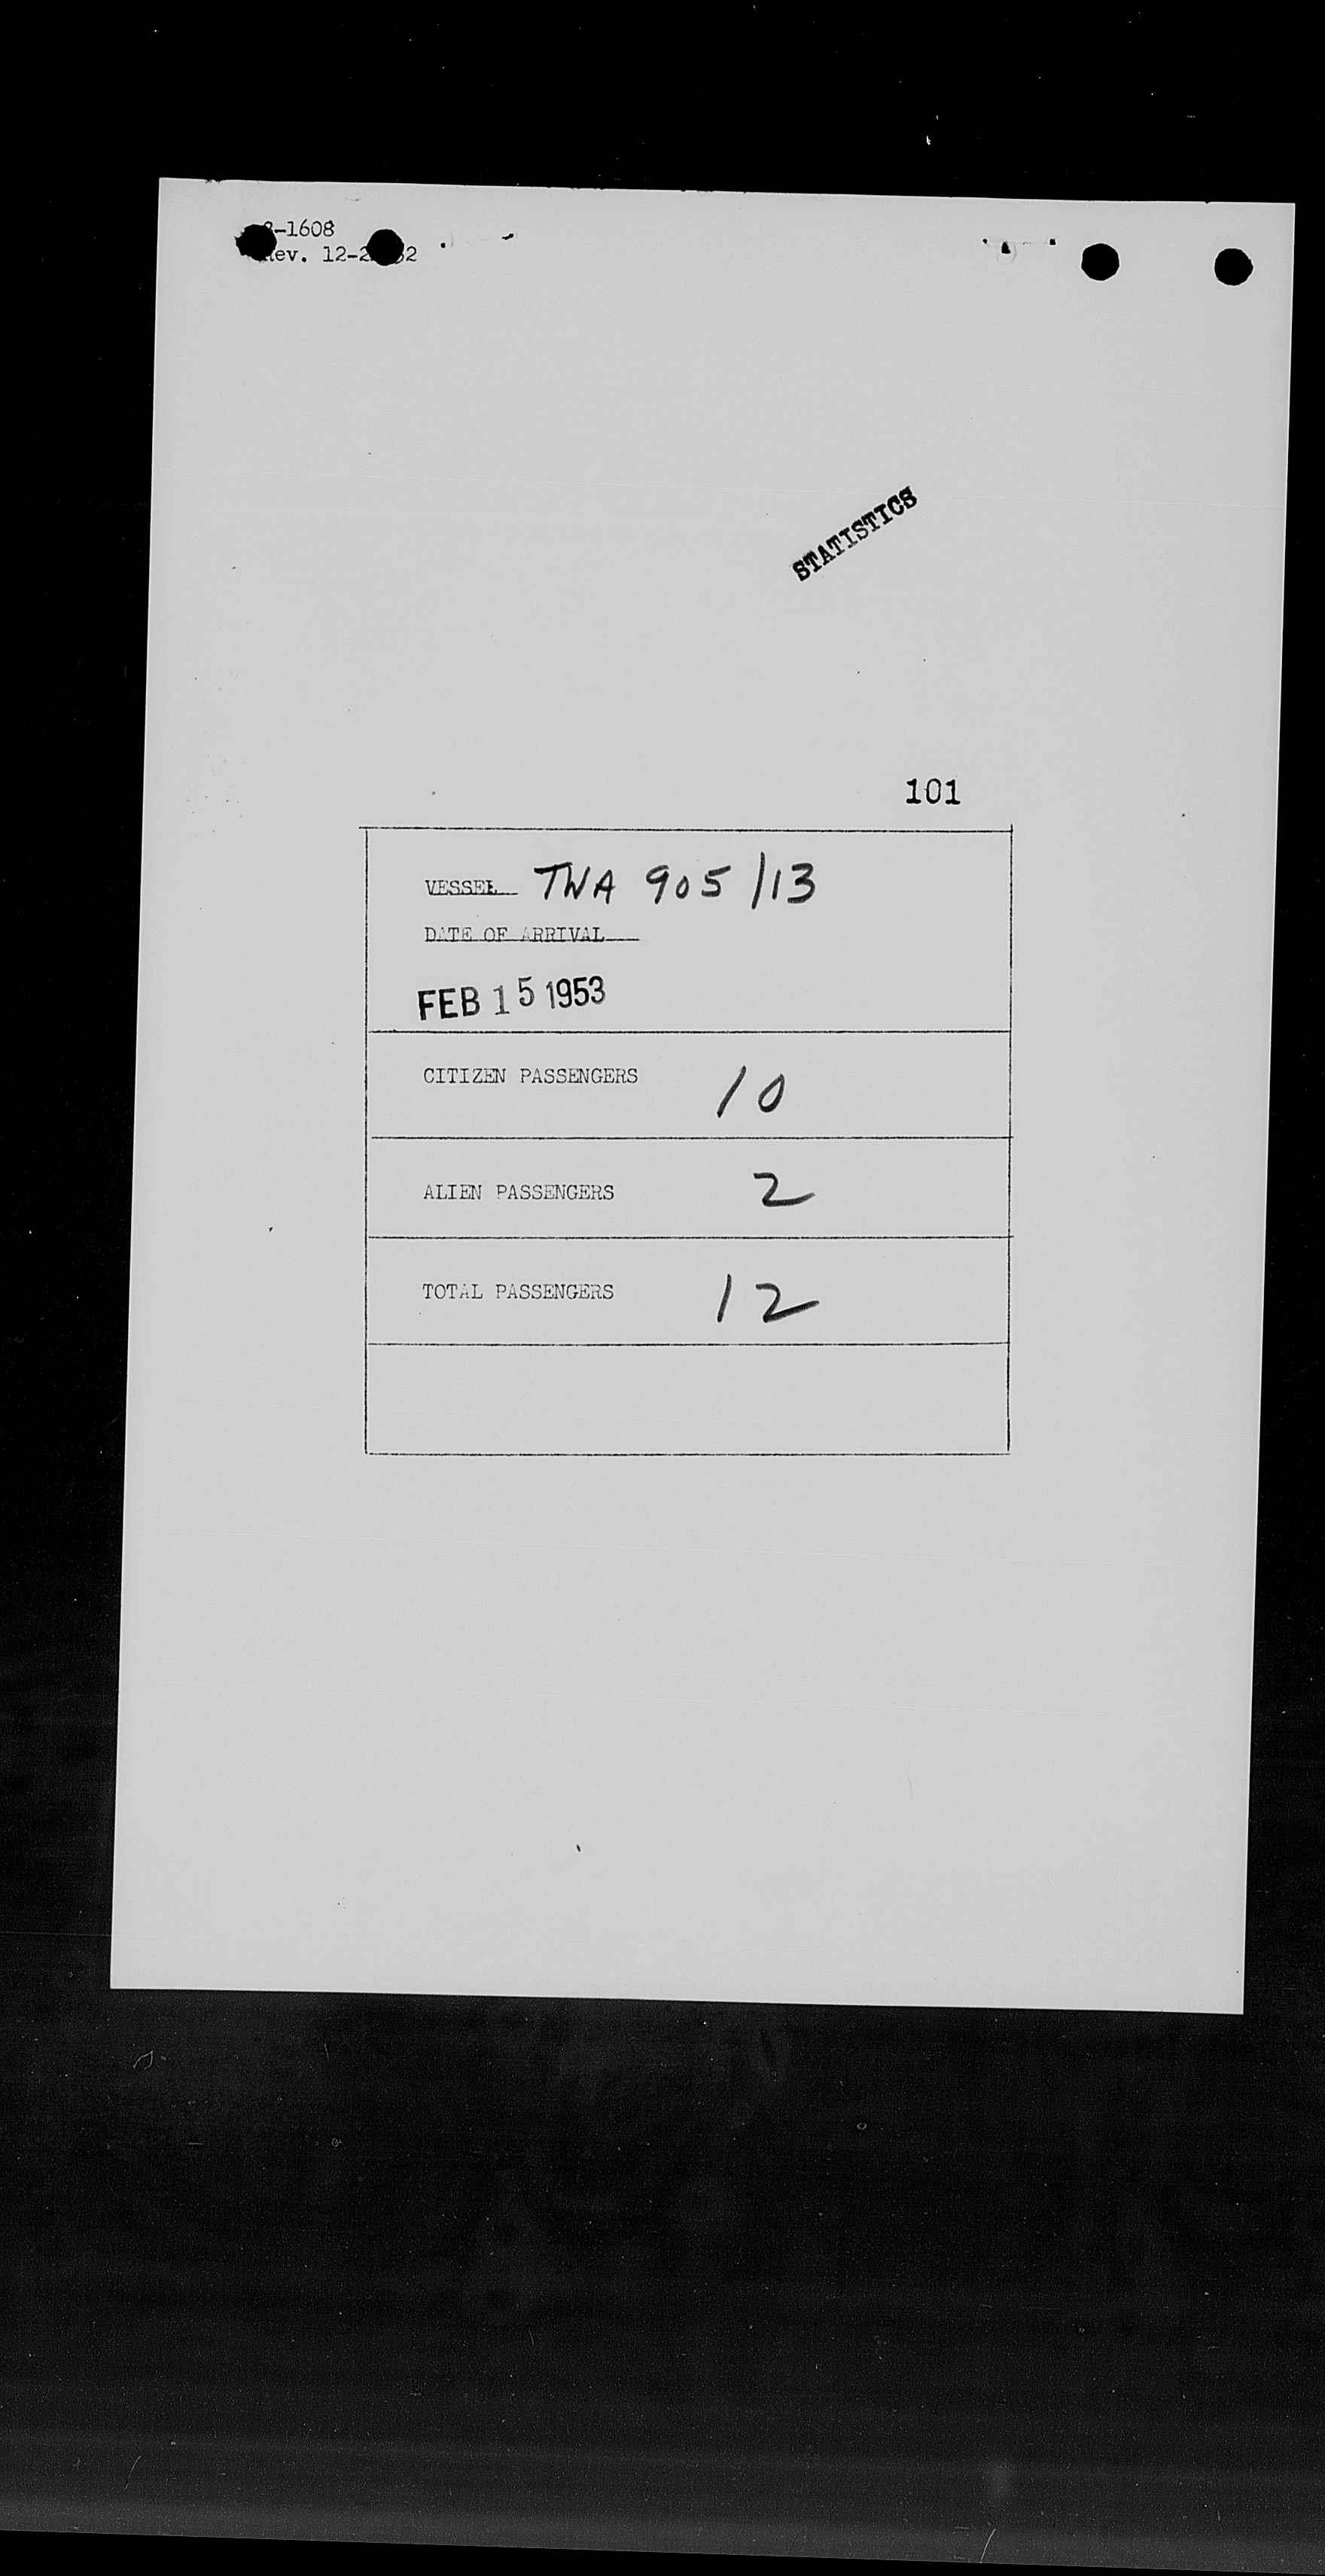 -1608
ev. 12-2
STATISTICS
101
VESSEL TWA 905/13
DATE OF ARRIVAL
FEB 15 1953
CITIZEN PASSENGERS 10
ALIEN PASSENGERS 2
TOTAL PASSENGERS 12